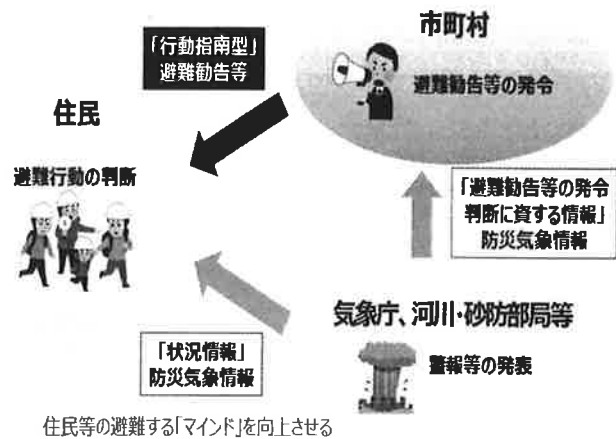 市町村
「行動指南型」
避難勧告等
避難勧告等の発令
住民
避難行動の判断
「避難勧告等の発令
判断に資する情報」
防災気象情報
気象庁、河川・砂防部局等
警報等の発表
「状況情報」
防災気象情報
住民等の避難する「マインド」を向上させる